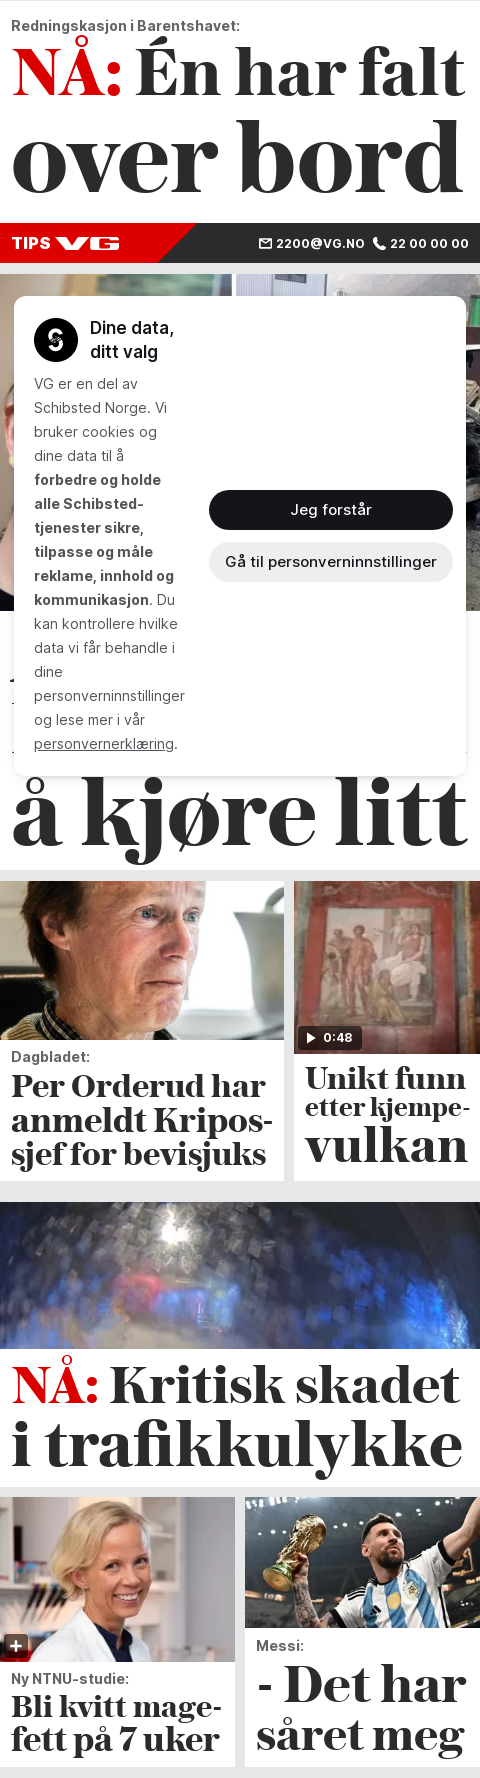 Redningskasjon i Barentshavet:
NÅ: Én har falt
over bord
TIPS VG
2200@VG.NO 22 00 00 00
Dine data,
ditt valg
VG er en del av
Schibsted Norge. Vi
bruker cookies og
dine data til å
forbedre og holde
alle Schibsted-
tjenester sikre,
tilpasse og måle
reklame, innhold og
kommunikasjon. Du
kan kontrollere hvilke
data vi får behandle i
dine
personverninnstillinger
og lese mer i vår
personvernerklæring.
Jeg forstår
Gå til personverninnstillinger
å kjøre litt
Dagbladet:
Per Orderud har
anmeldt Kripos-
sjef for bevisjuks
0:48
Unikt funn
etter kjempe-
vulkan
NÅ: Kritisk skadet
i trafikkulykke
Ny NTNU-studie:
Bli kvitt mage-
fett på 7 uker
Messi:
- Det har
såret meg